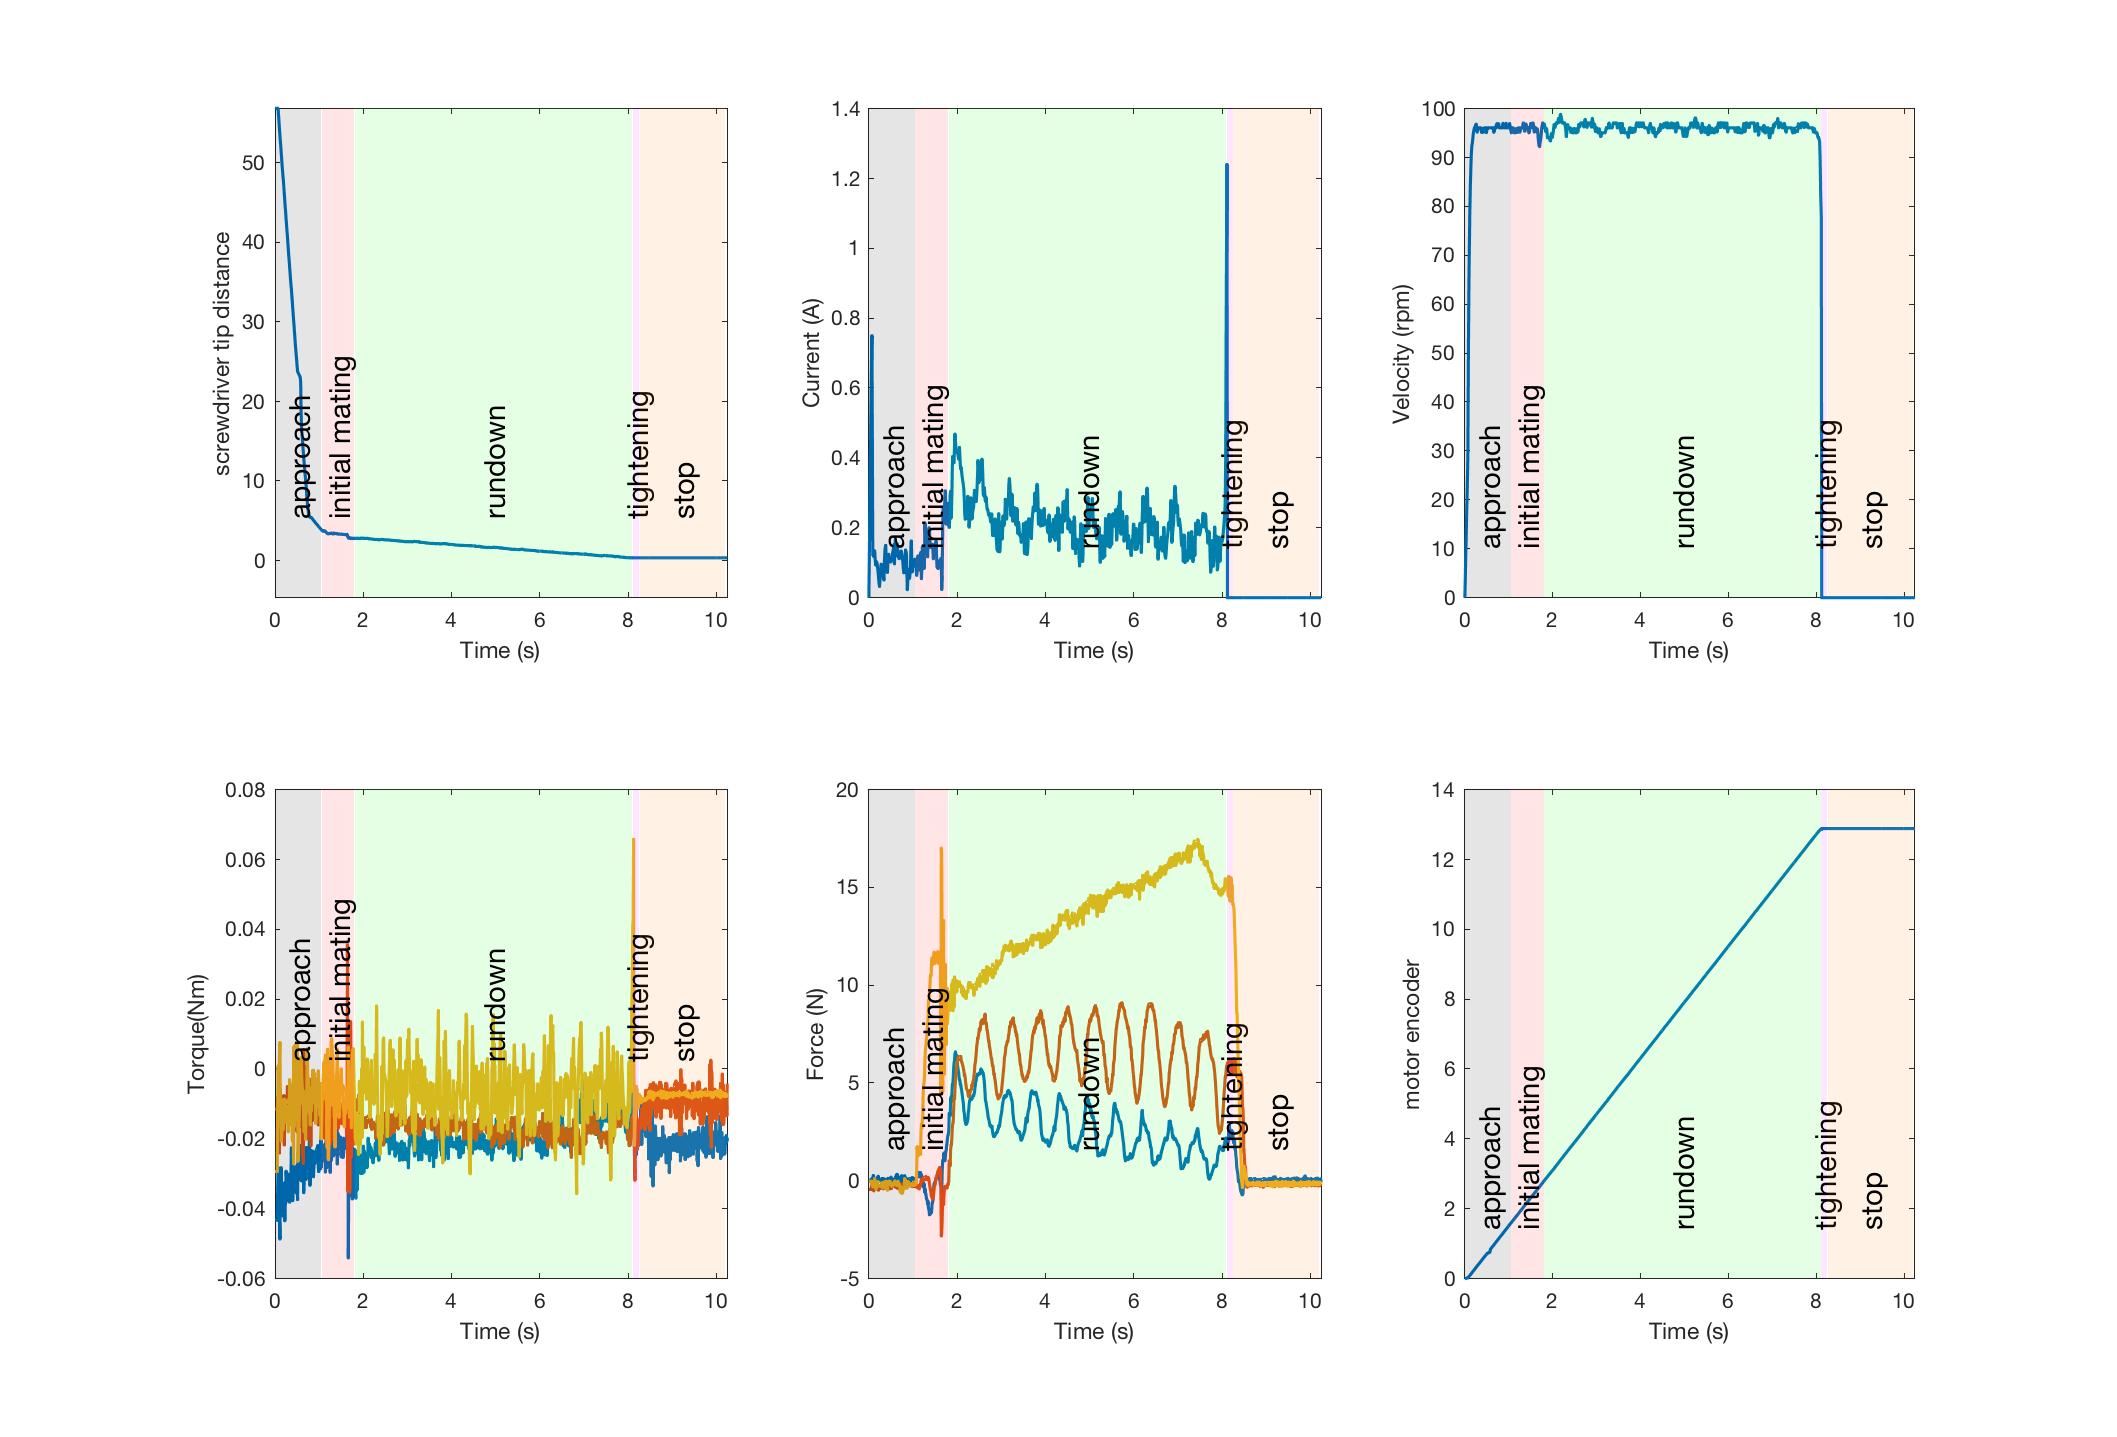 screwdriver tip distance
50
40
30
20
10
0
approach
initial mating
rundown
tightening
stop
0 2 4 6 8 10
Time (s)
Current (A)
1.4
1.2
1
0.8
0.6
0.4
0.2
0
approach
initial mating
rundown
tightening
stop
0 2 4 6 8 10
Time (s)
Velocity (rpm)
100
90
80
70
60
50
40
30
20
10
0
approach
initial mating
rundown
tightening
stop
0 2 4 6 8 10
Time (s)
Torque(Nm)
0.08
0.06
0.04
0.02
0
-0.02
-0.04
-0.06
approach
initial mating
rundown
tightening
stop
0 2 4 6 8 10
Time (s)
Force (N)
20
15
10
5
0
-5
approach
initial mating
rundown
tightening
stop
0 2 4 6 8 10
Time (s)
motor encoder
14
12
10
8
6
4
2
0
approach
initial mating
rundown
tightening
stop
0 2 4 6 8 10
Time (s)